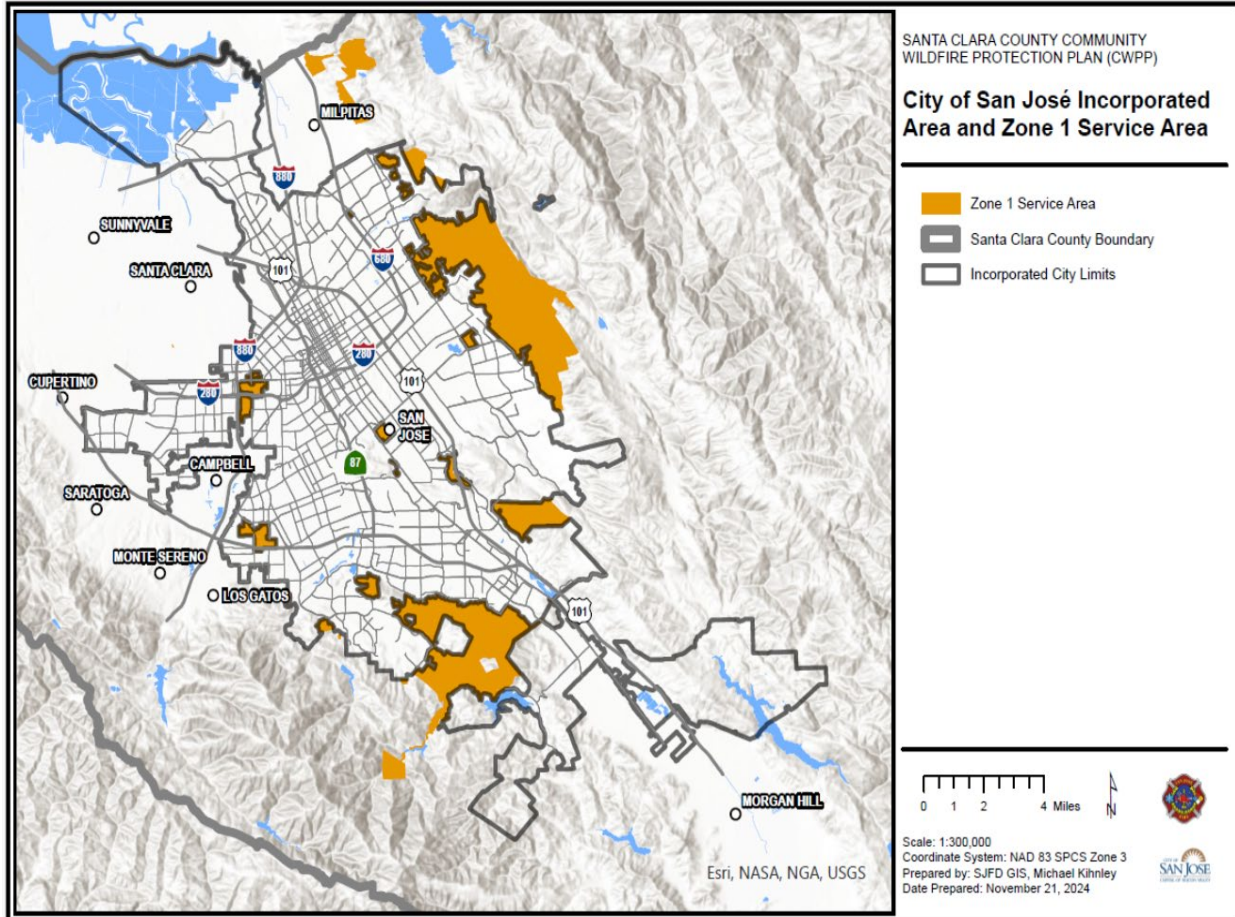 SANTA CLARA COUNTY COMMUNITY
WILDFIRE PROTECTION PLAN (CWPP)
City of San José Incorporated
Area and Zone 1 Service Area
Zone 1 Service Area
Santa Clara County Boundary
Incorporated City Limits
MILPITAS
880
SUNNYVALE
101
680
SANTA CLARA
880
280
101
CUPERTINO
280
SAN
JOSE
87
CAMPBELL
SARATOGA
MONTE SERENO
LOS GATOS
101
MORGAN HILL
Esri, NASA, NGA, USGS
0 1 2 4 Miles
N
Scale: 1:300,000
Coordinate System: NAD 83 SPCS Zone 3
Prepared by: SJFD GIS, Michael Kihnley
Date Prepared: November 21, 2024
CITY OF
SAN JOSE